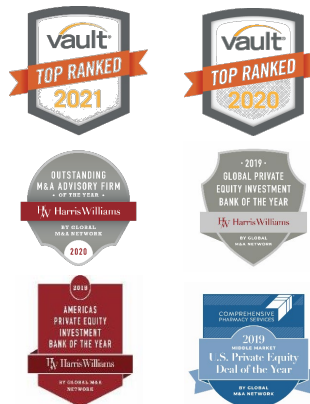 vault
TOP RANKED
2021
vault
TOP RANKED
2020
OUTSTANDING
M&A ADVISORY FIRM
• OF THE YEAR •
HW Harris Williams
BY GLOBAL
M&A NETWORK
2020
• 2019 •
GLOBAL PRIVATE
EQUITY INVESTMENT
BANK OF THE YEAR
HW Harris Williams
BY GLOBAL
M&A NETWORK
2018
AMERICAS
PRIVATE EQUITY
INVESTMENT
BANK OF THE YEAR
HW Harris Williams
BY GLOBAL M&A
NETWORK
COMPREHENSIVE
PHARMACY SERVICES
2019
MIDDLE MARKET
U.S. Private Equity
Deal of the Year
BY GLOBAL
M&A NETWORK